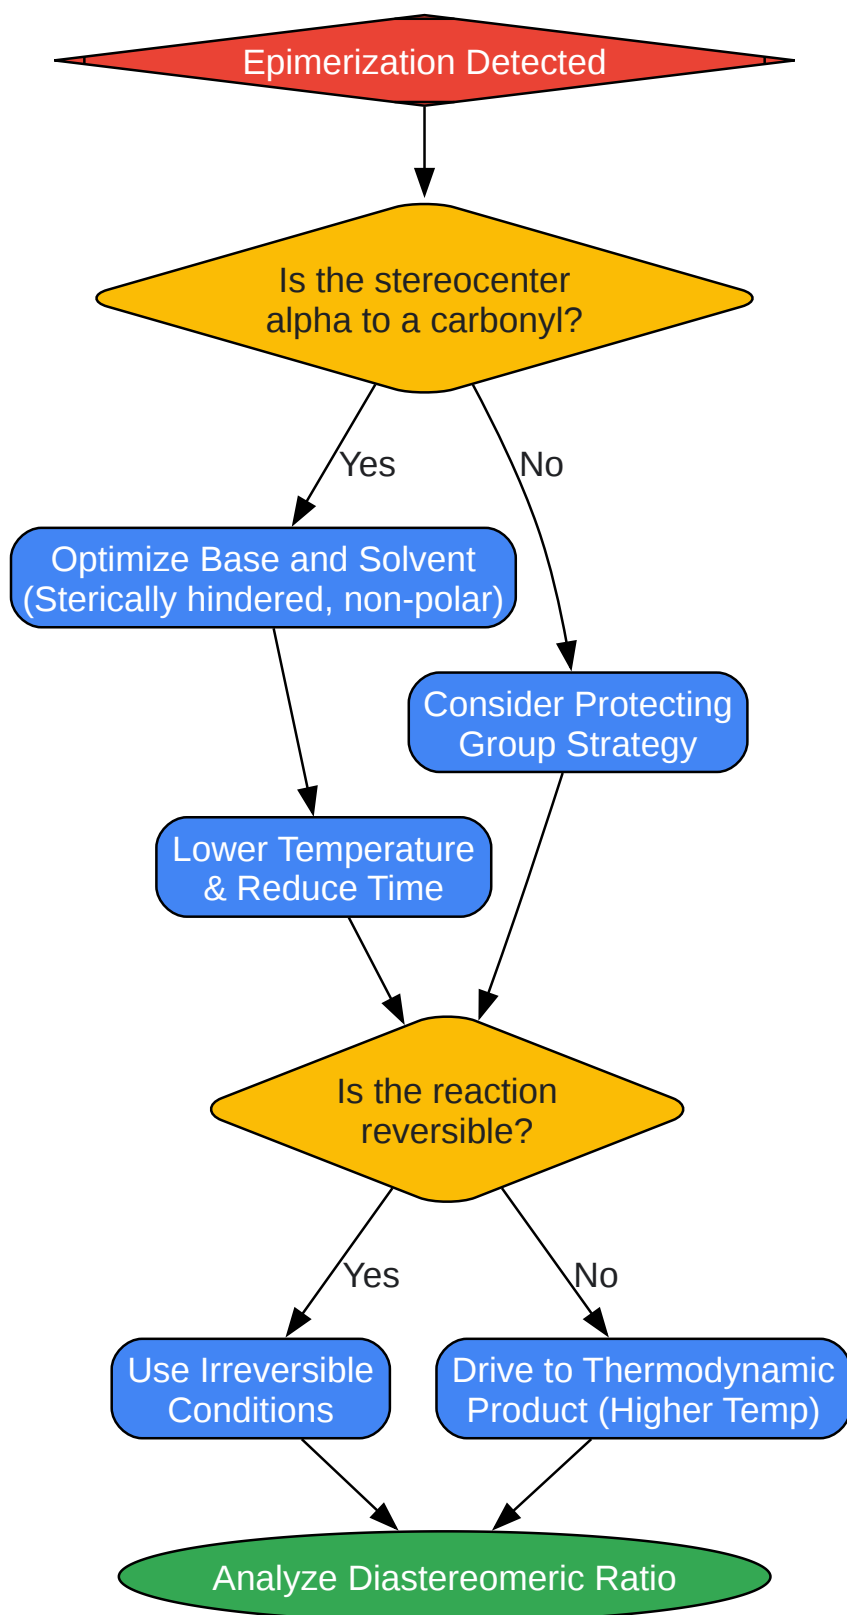 Epimerization Detected
Is the stereocenter
alpha to a carbonyl?
Yes
No
Optimize Base and Solvent
(Sterically hindered, non-polar)
Consider Protecting
Group Strategy
Lower Temperature
& Reduce Time
Is the reaction
reversible?
Yes
No
Use Irreversible
Conditions
Drive to Thermodynamic
Product (Higher Temp)
Analyze Diastereomeric Ratio